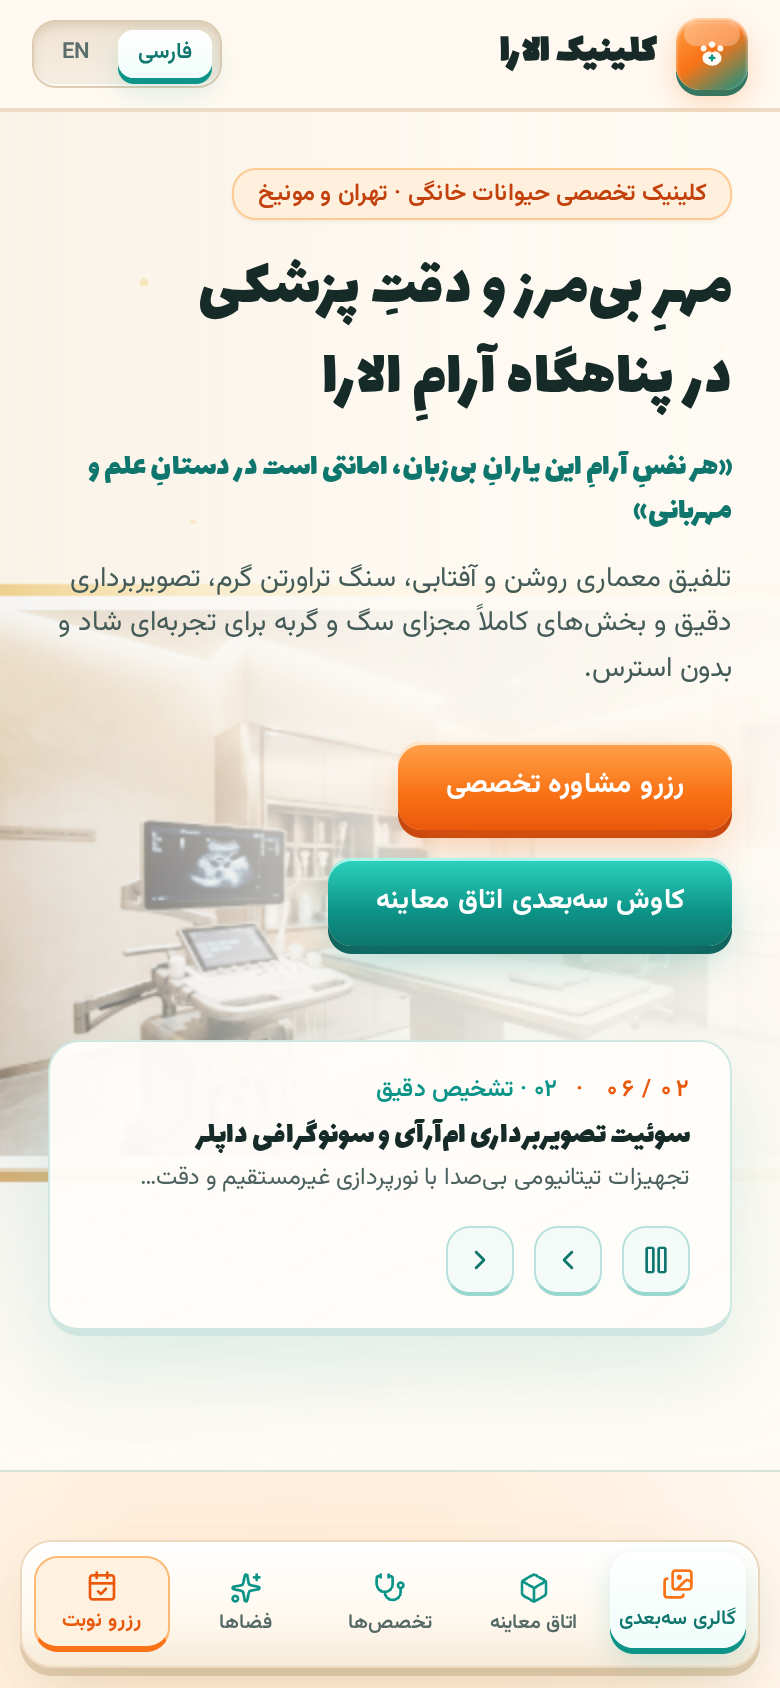 کلینیک الارا
فارسی
EN
کلینیک تخصصی حیوانات خانگی · تهران و مونیخ
مهرِ بی‌مرز و دقتِ پزشکی
در پناهگاه آرامِ الارا
«هر نفسِ آرامِ این یارانِ بی‌زبان، امانتی است در دستانِ علم و
مهربانی»
تلفیق معماری روشن و آفتابی، سنگ تراورتن گرم، تصویربرداری
دقیق و بخش‌های کاملاً مجزای سگ و گربه برای تجربه‌ای شاد و
بدون استرس.
رزرو مشاوره تخصصی
کاوش سه‌بعدی اتاق معاینه
۰۲ / ۰۶ · ۰۲ · تشخیص دقیق
سوئیت تصویربرداری ام‌آرآی و سونوگرافی داپلر
تجهیزات تیتانیومی بی‌صدا با نورپردازی غیرمستقیم و دقت...
گالری سه‌بعدی
اتاق معاینه
تخصص‌ها
فضاها
رزرو نوبت